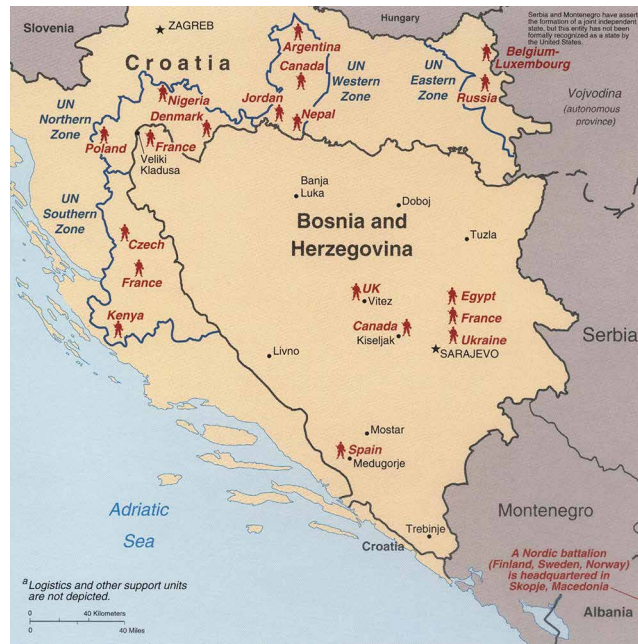 Slovenia
ZAGREB
Croatia
Hungary
Serbia and Montenegro have assert
the formation of a joint independent
state, but this entity has not been
formally recognized as a state by
the United States.
Argentina
Canada
UN
Western
Zone
UN
Eastern
Zone
Belgium-
Luxembourg
Russia
Vojvodina
(autonomous
province)
UN
Northern
Zone
Nigeria
Denmark
Jordan
Nepal
Poland
France
Veliki
Kladusa
UN
Southern
Zone
Banja
Luka
Doboj
Bosnia and
Herzegovina
Tuzla
Czech
France
Kenya
UK
Vitez
Egypt
France
Ukraine
Canada
Kiseljak
SARAJEVO
Serbia
Livno
Mostar
Spain
Medugorje
Adriatic
Sea
Montenegro
Trebinje
Croatia
A Nordic battalion
(Finland, Sweden, Norway)
is headquartered in
Skopje, Macedonia
Albania
a Logistics and other support units
are not depicted.
0 40 Kilometers
0 40 Miles